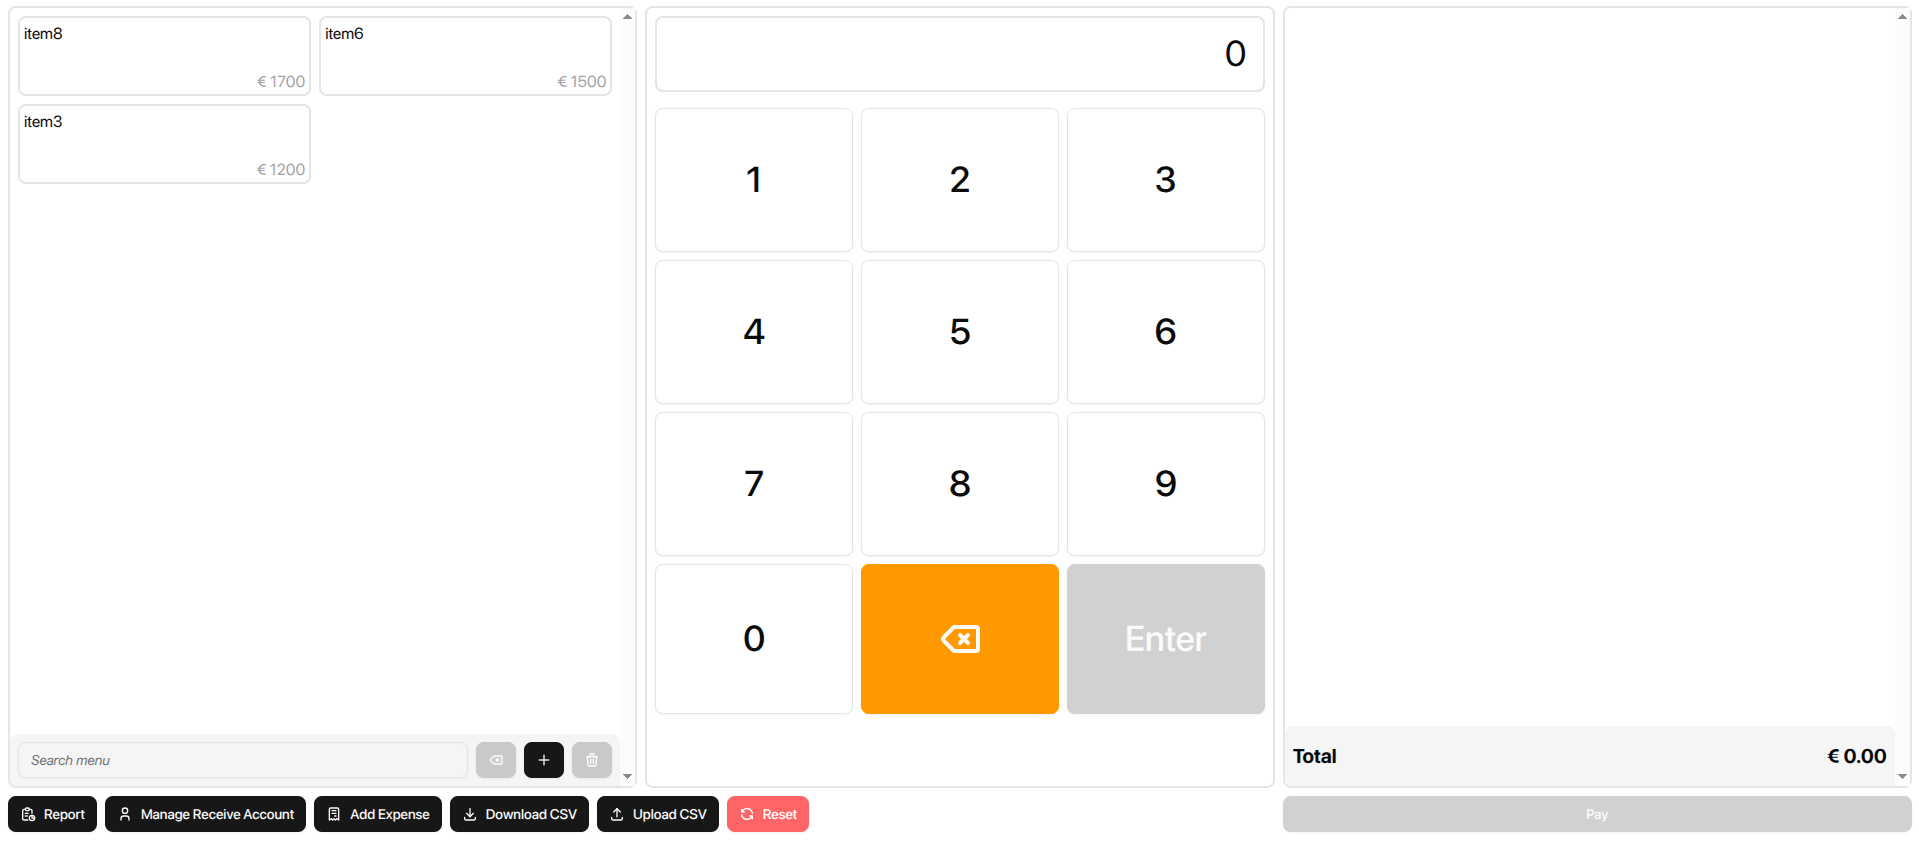 item8
€ 1700
item6
€ 1500
item3
€ 1200
Search menu
0
1 2 3
4 5 6
7 8 9
0 Enter
Total € 0.00
Report Manage Receive Account Add Expense Download CSV Upload CSV Reset
Pay